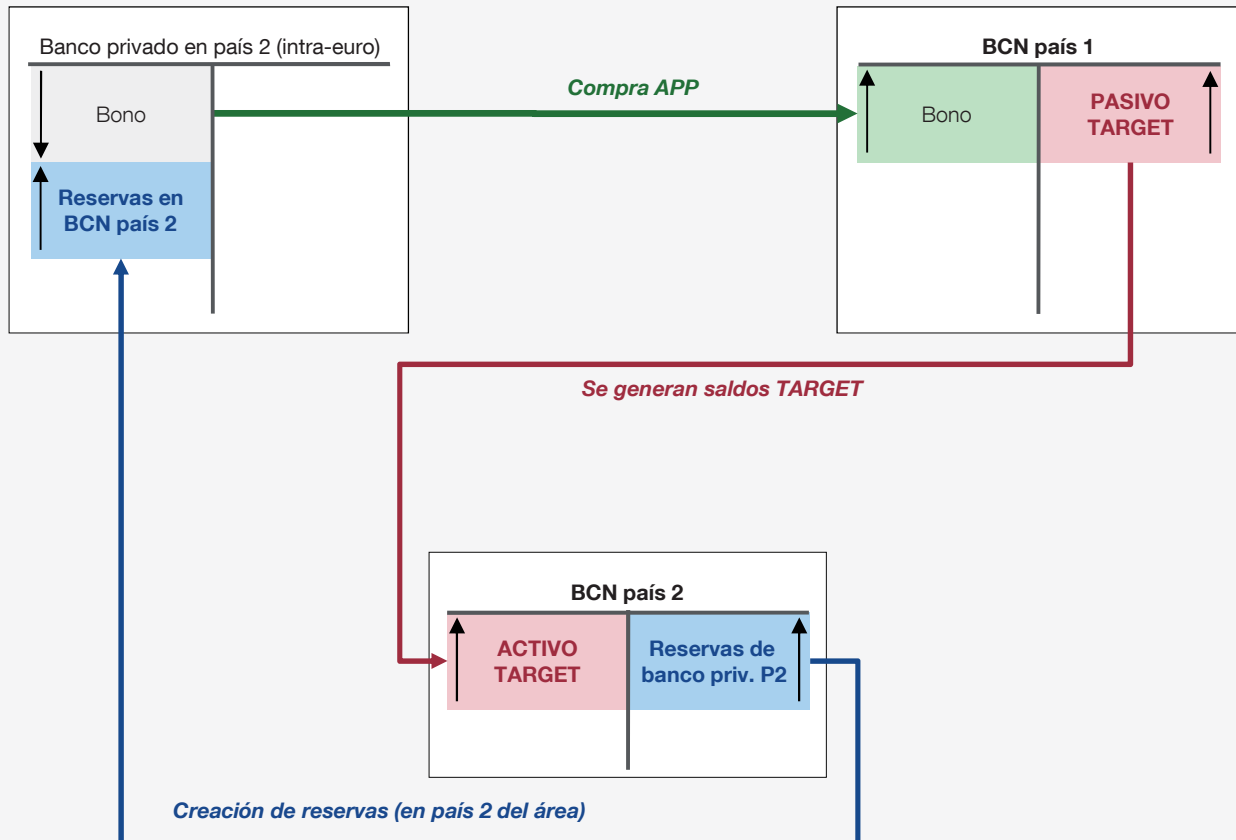 Banco privado en país 2 (intra-euro)
Bono
Reservas en
BCN país 2
Compra APP
BCN país 1
Bono
PASIVO
TARGET
Se generan saldos TARGET
BCN país 2
ACTIVO
TARGET
Reservas de
banco priv. P2
Creación de reservas (en país 2 del área)